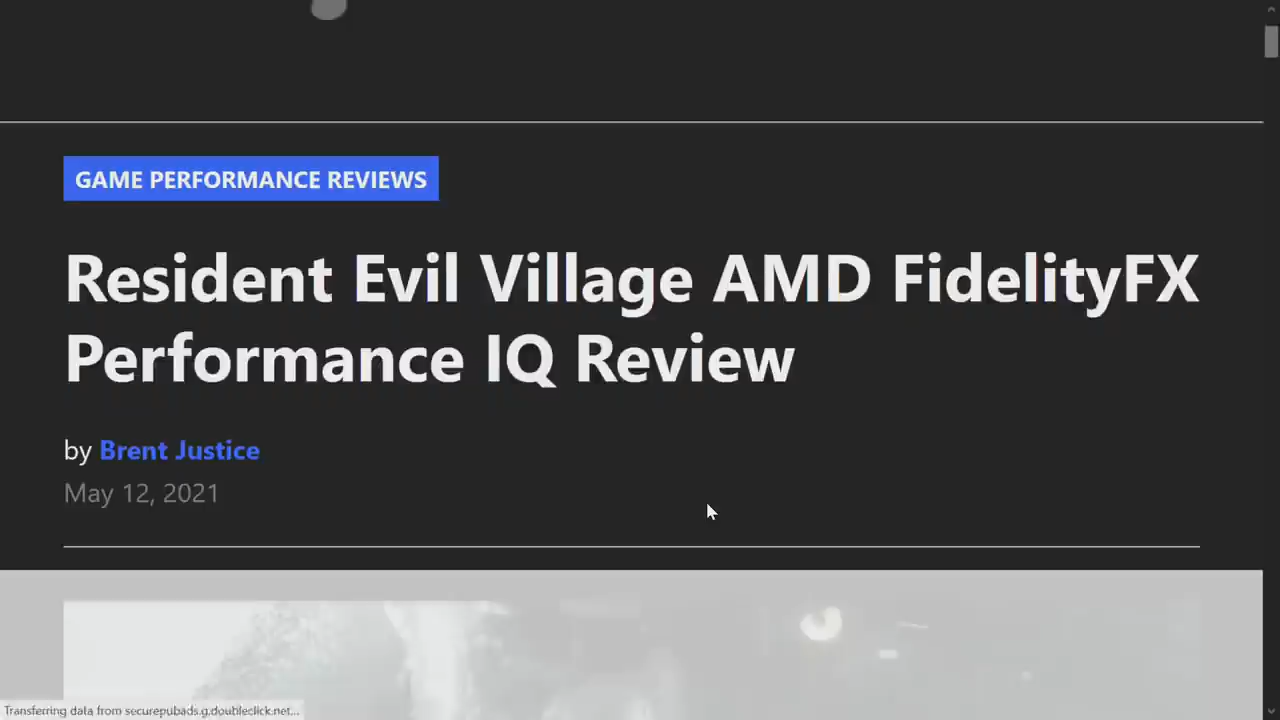 GAME PERFORMANCE REVIEWS
Resident Evil Village AMD FidelityFX
Performance IQ Review
by Brent Justice
May 12, 2021
Transferring data from securepubads.g.doubleclick.net...